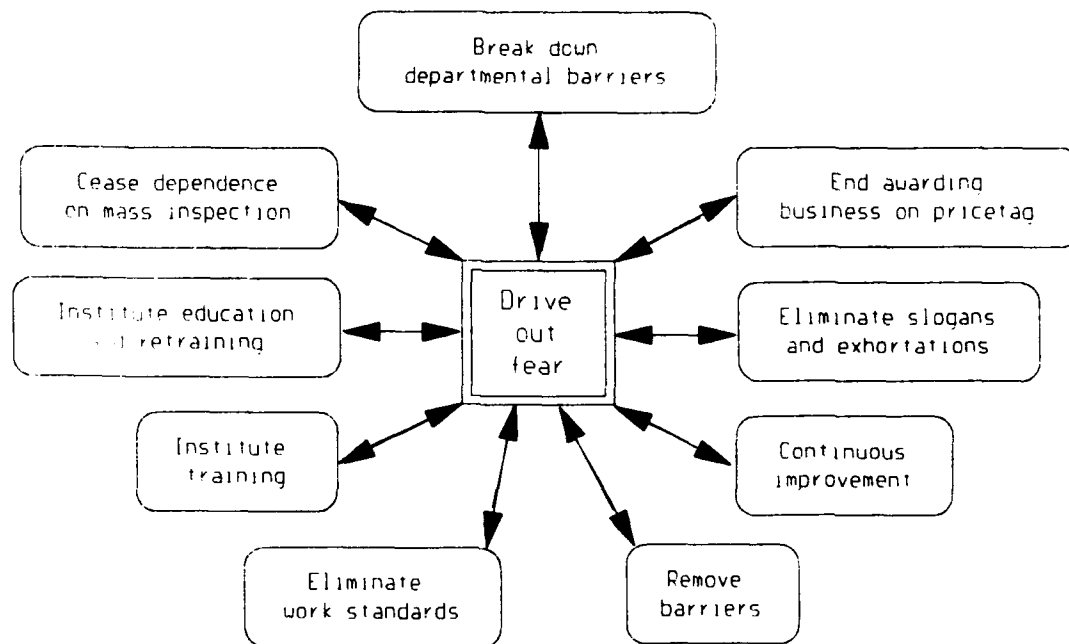 Break down
departmental barriers
Cease dependence
on mass inspection
End awarding
business on pricetag
Institute education
retraining
Drive
out
fear
Eliminate slogans
and exhortations
Institute
training
Continuous
improvement
Eliminate
work standards
Remove
barriers